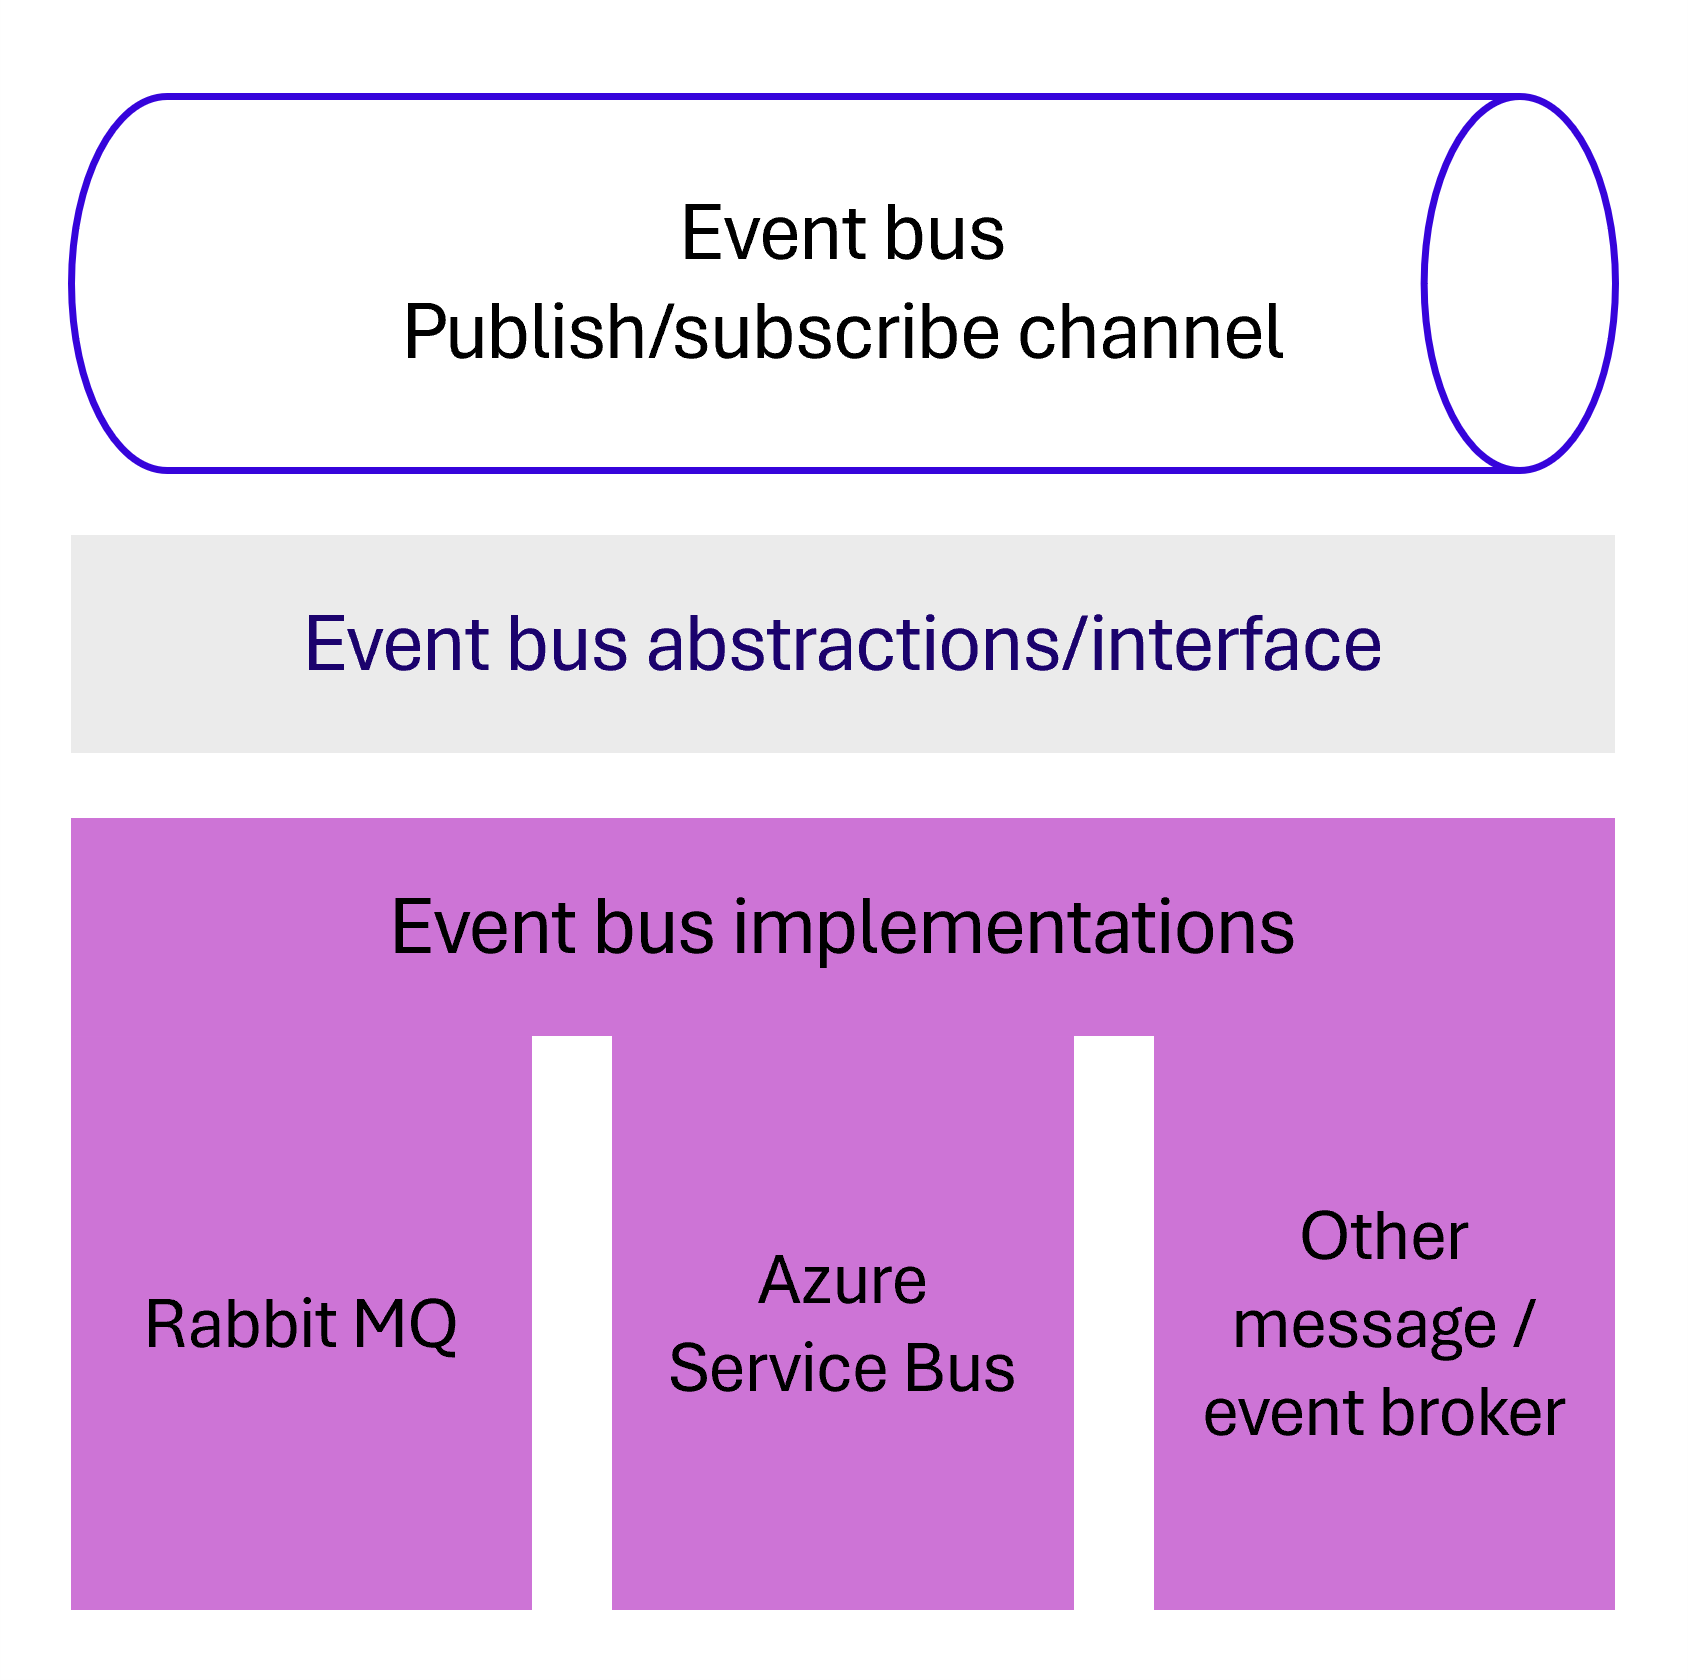 Event bus
Publish/subscribe channel
Event bus abstractions/interface
Event bus implementations
Rabbit MQ
Azure
Service Bus
Other
message /
event broker